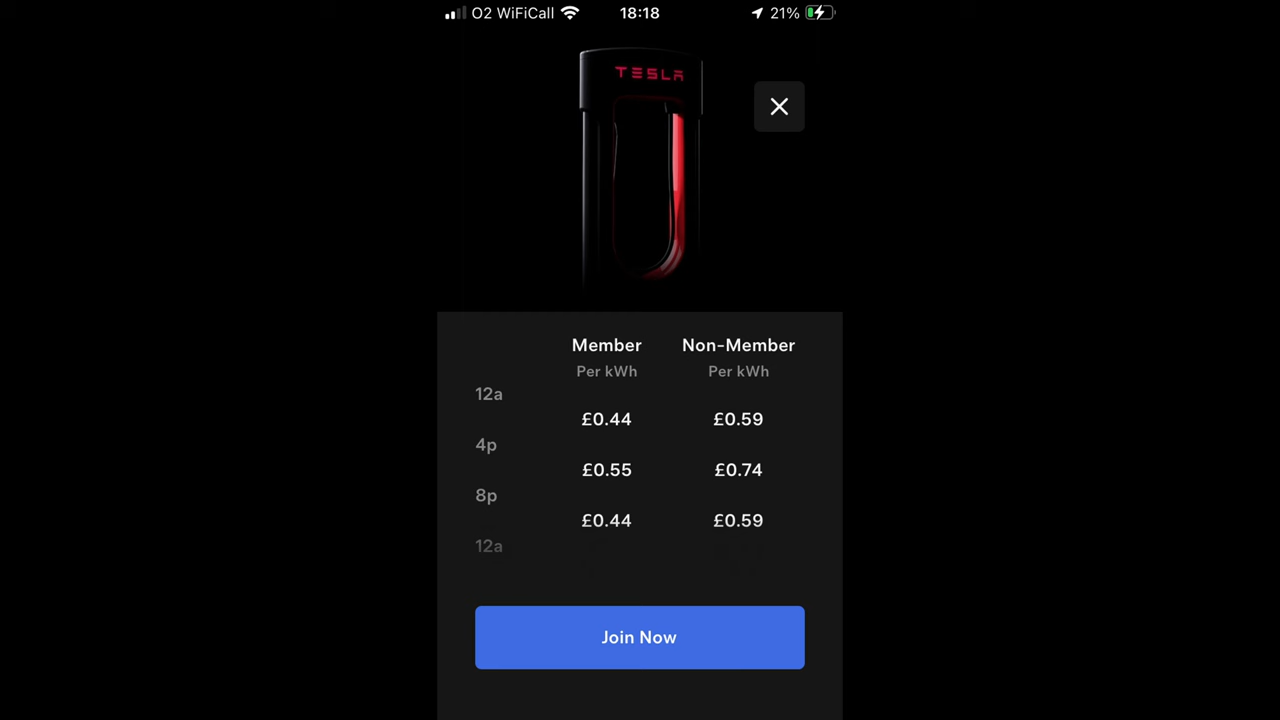 O2 WiFiCall 18:18 21%
TESLA
Member Non-Member
Per kWh Per kWh
12a
£0.44 £0.59
4p
£0.55 £0.74
8p
£0.44 £0.59
12a
Join Now